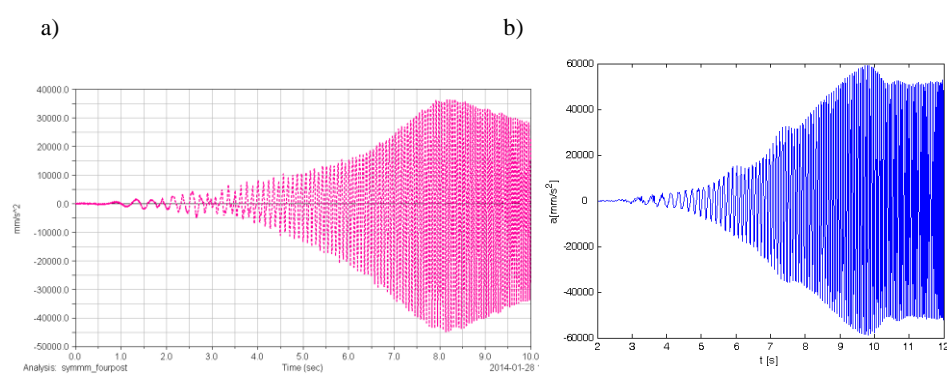 a)
b)
40000.0
30000.0
20000.0
10000.0
0.0
-10000.0
-20000.0
-30000.0
-40000.0
-50000.0
mm/s^2
0.0 1.0 2.0 3.0 4.0 5.0 6.0 7.0 8.0 9.0 10.0
Analysis: symmm_fourpost Time (sec) 2014-01-28
60000
40000
20000
0
-20000
-40000
-60000
a[mm/s²]
2 3 4 5 6 7 8 9 10 11 12
t [s]